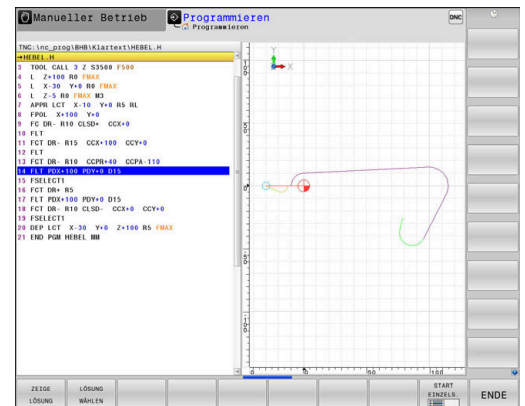 Manueller Betrieb
Programmieren
Programmieren
DNC
TNC:\nc_prog\BHB\Klartext\HEBEL.H
→HEBEL.H
3 TOOL CALL 3 Z S3500 F500
4 L Z+100 R0 FMAX
5 L X-30 Y+0 R0 FMAX
6 L Z-5 R0 FMAX M3
7 APPR LCT X-10 Y+0 R5 RL
8 FPOL X+100 Y+0
9 FC DR- R10 CLSD+ CCX+0
10 FLT
11 FCT DR- R15 CCX+100 CCY+0
12 FLT
13 FCT DR- R10 CCPR+40 CCPA-110
14 FLT PDX+100 PDY+0 D15
15 FSELECT1
16 FCT DR+ R5
17 FLT PDX+100 PDY+0 D15
18 FCT DR- R10 CLSD- CCX+0 CCY+0
19 FSELECT1
20 DEP LCT X-30 Y+0 Z+100 R5 FMAX
21 END PGM HEBEL MM
Y
X
0
50
100
ZEIGE
LÖSUNG
LÖSUNG
WÄHLEN
START
EINZELS.
ENDE